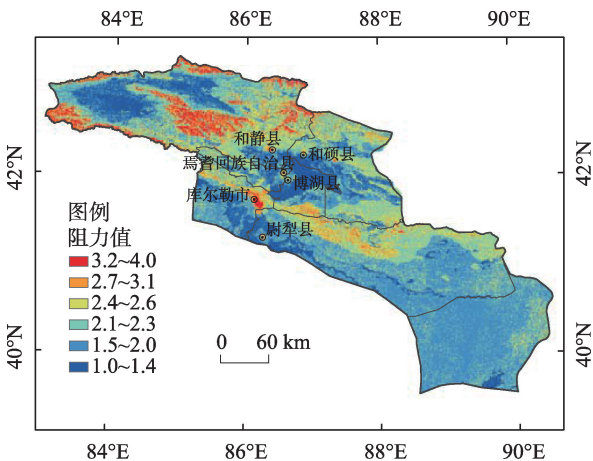 84°E 86°E 88°E 90°E
42°N
42°N
和静县
和硕县
焉耆回族自治县
博湖县
库尔勒市
尉犁县
图例
阻力值
3.2~4.0
2.7~3.1
2.4~2.6
2.1~2.3
1.5~2.0
1.0~1.4
0 60 km
40°N
40°N
84°E 86°E 88°E 90°E